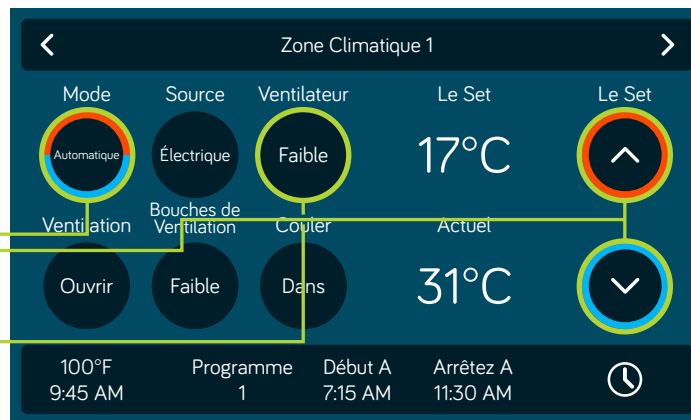 Zone Climatique 1
Mode Source Ventilateur Le Set Le Set
Automatique Électrique Faible 17°C
Ventilation Bouches de Ventilation Couler Actuel
Ouvrir Faible Dans 31°C
100°F Programme Début A Arrêtez A
9:45 AM 1 7:15 AM 11:30 AM